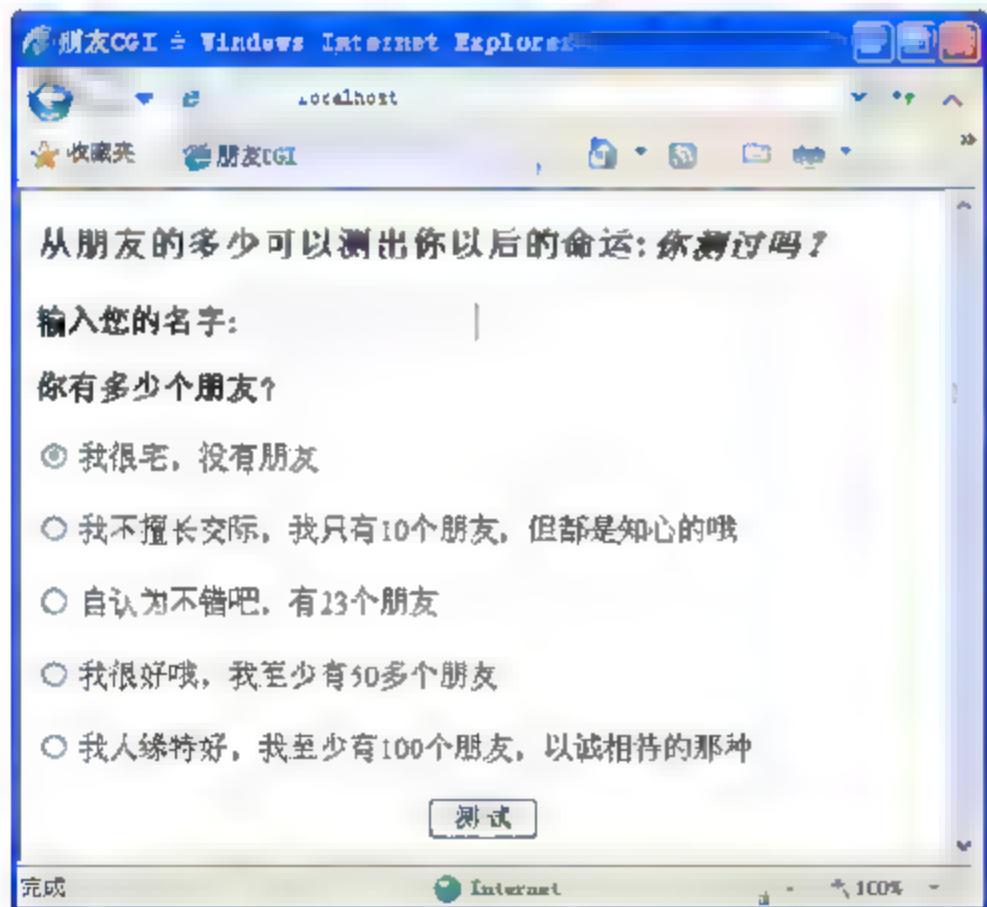 朋友CGI - Windows Internet Explorer
localhost
收藏夹 朋友CGI
从朋友的多少可以测出你以后的命运:你测过吗?
输入您的名字:
你有多少个朋友?
我很宅，没有朋友
我不擅长交际，我只有10个朋友，但都是知心的哦
自认为不错吧，有23个朋友
我很好哦，我至少有50多个朋友
我人缘特好，我至少有100个朋友，以诚相待的那种
测试
完成 Internet 100%